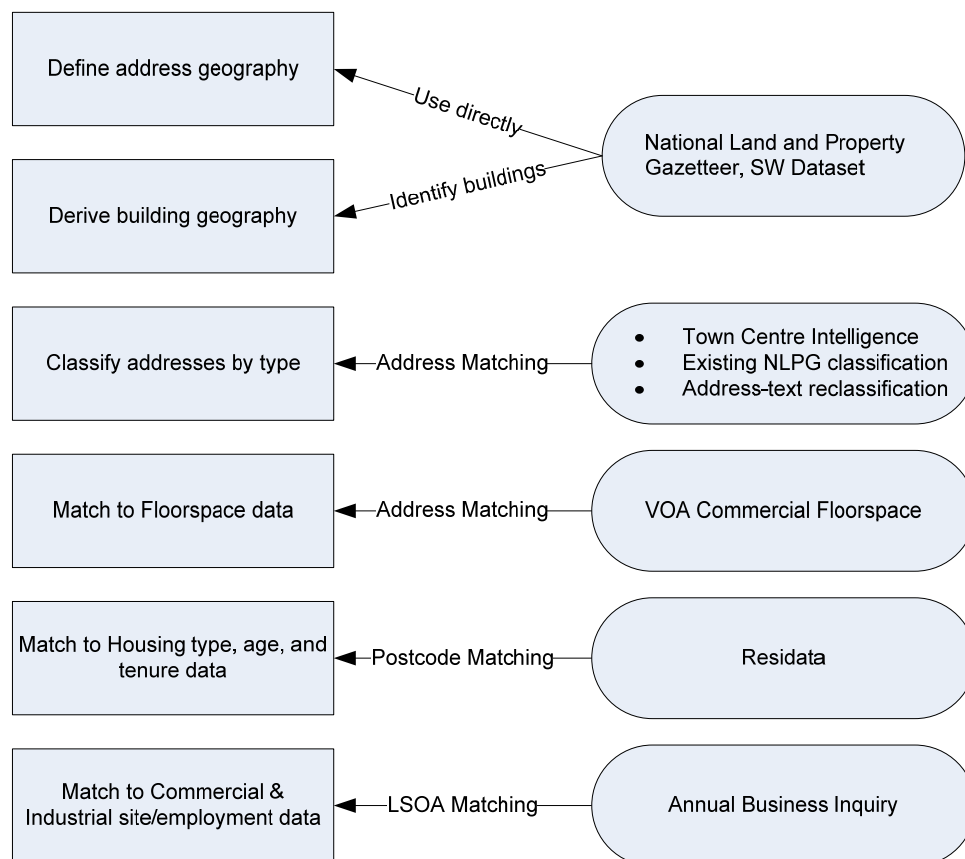 Define address geography
Use directly
National Land and Property
Gazetteer, SW Dataset
Identify buildings
Derive building geography
Classify addresses by type
Address Matching
• Town Centre Intelligence
• Existing NLPG classification
• Address-text reclassification
Match to Floorspace data
Address Matching
VOA Commercial Floorspace
Match to Housing type, age, and
tenure data
Postcode Matching
Residata
Match to Commercial &
Industrial site/employment data
LSOA Matching
Annual Business Inquiry